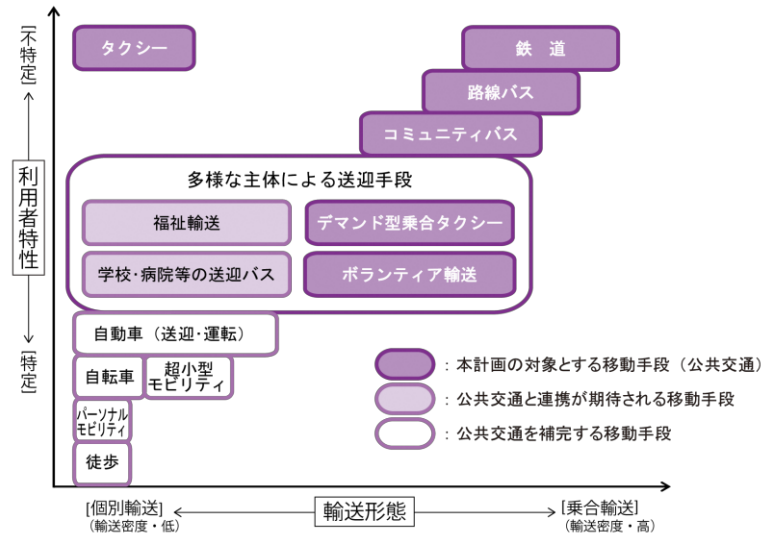 [不特定]
利用者特性
[特定]
タクシー
鉄 道
路線バス
コミュニティバス
多様な主体による送迎手段
福祉輸送
デマンド型乗合タクシー
学校・病院等の送迎バス
ボランティア輸送
自動車（送迎・運転）
自転車
超小型
モビリティ
パーソナル
モビリティ
徒歩
：本計画の対象とする移動手段（公共交通）
：公共交通と連携が期待される移動手段
：公共交通を補完する移動手段
[個別輸送]
（輸送密度・低）
輸送形態
[乗合輸送]
（輸送密度・高）